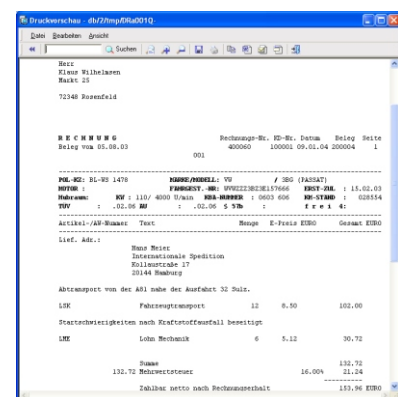 Druckvorschau - db/2/tmp/DRa001Q
Datei Bearbeiten Ansicht
Suchen
Herr
Klaus Wilhelmsen
Markt 25
72348 Rosenfeld
R E C H N U N G Rechnungs-Nr. KD-Nr. Datum Beleg Seite
Beleg vom 05.08.03 400060 100001 09.01.04 200004 1
001
POL-KZ: BL-WS 1478 MARKE/MODELL: VW / 3BG (PASSAT)
MOTOR : FAHRGEST.-NR: WVWZZZ3BZ3E157666 ERST-ZUL. : 15.02.03
Hubraum: KW : 110/ 4000 U/min KBA-NUMMER : 0603 606 KM-STAND : 028554
TÜV : .02.06 AU : .02.06 § 57b : f r e i 4:
Artikel-/AW-Nummer Text Menge E-Preis EURO Gesamt EURO
Lief. Adr.:
Hans Meier
Internationale Spedition
Kollaustraße 17
20144 Hamburg
Abtransport von der A81 nahe der Ausfahrt 32 Sulz.
LSK Fahrzeugtransport 12 8.50 102.00
Startschwierigkeiten nach Kraftstoffausfall beseitigt
LMK Lohn Mechanik 6 5.12 30.72
Summe 132.72
132.72 Mehrwertsteuer 16.00% 21.24
Zahlbar netto nach Rechnungserhalt 153.96 EURO